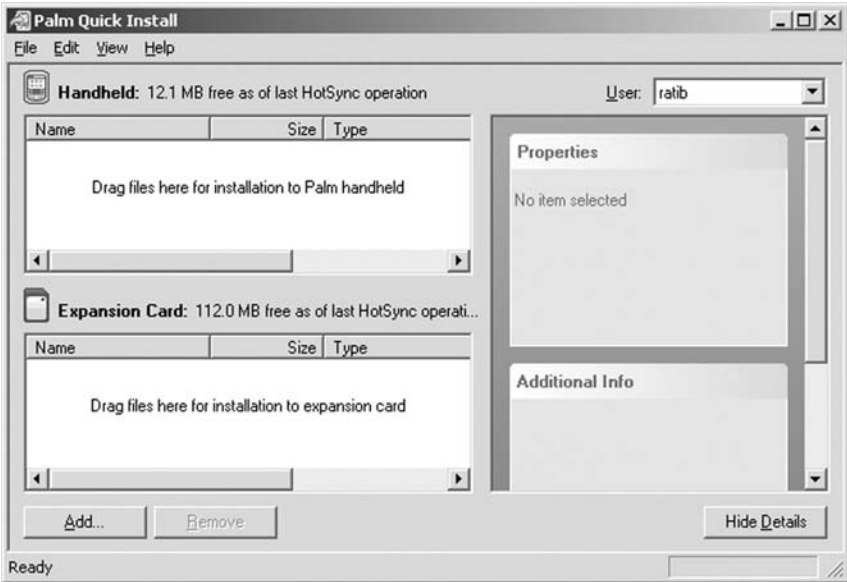 Palm Quick Install
File Edit View Help
Handheld: 12.1 MB free as of last HotSync operation
User: ratib
Name Size Type
Drag files here for installation to Palm handheld
Properties
No item selected
Expansion Card: 112.0 MB free as of last HotSync operati...
Name Size Type
Drag files here for installation to expansion card
Additional Info
Add... Remove Hide Details
Ready